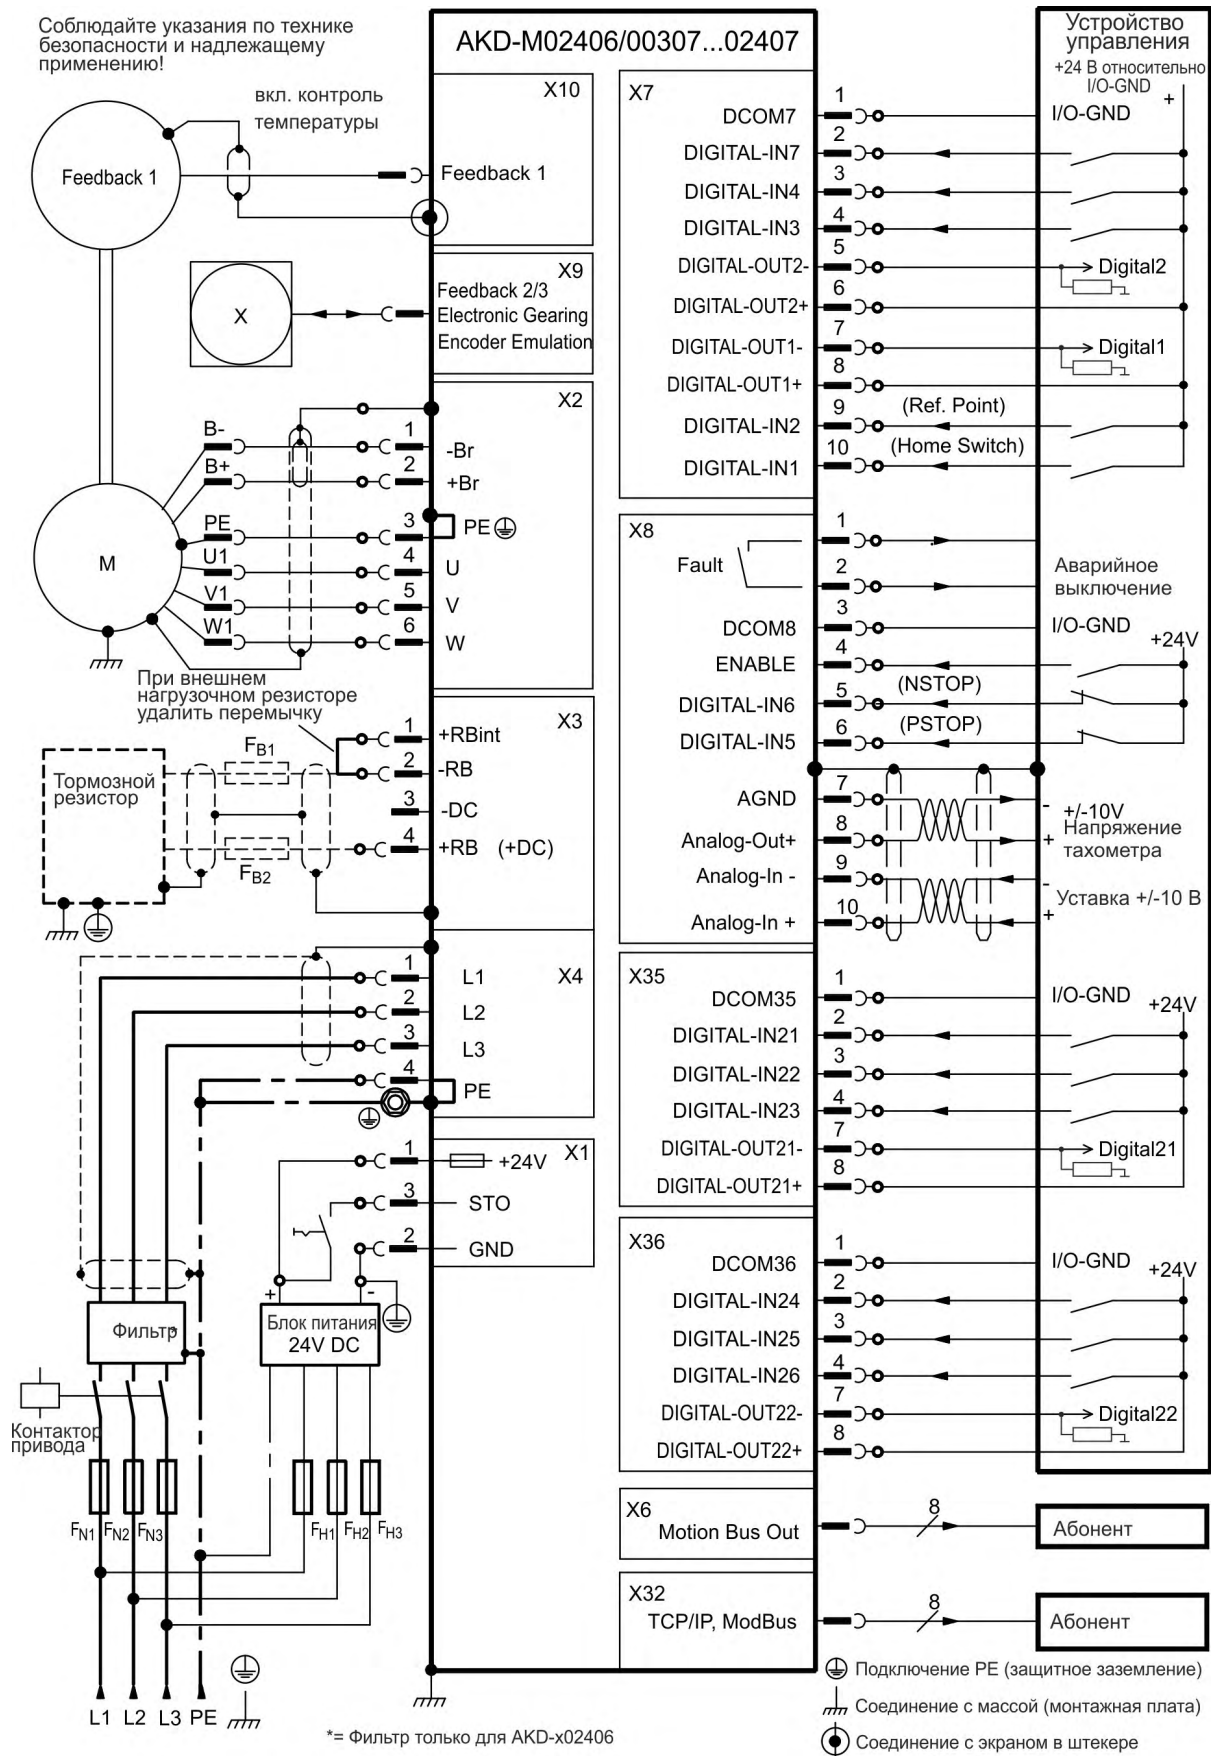 Соблюдайте указания по технике
безопасности и надлежащему
применению!
AKD-M02406/00307...02407
X10
вкл. контроль
температуры
Feedback 1
Feedback 1
X9
Feedback 2/3
Electronic Gearing
Encoder Emulation
X
X2
B-
1
-Br
B+
2
+Br
PE
3
PE
M
U1
4
U
V1
5
V
W1
6
W
При внешнем
нагрузочном резисторе
удалить перемычку
X3
1
+RBint
FB1
2
-RB
Тормозной
резистор
3
-DC
4
+RB (+DC)
FB2
X4
1
L1
2
L2
3
L3
4
PE
X1
1
+24V
3
STO
2
GND
+
-
Фильтр*
Блок питания
24V DC
Контактор
привода
FN1 FN2 FN3
FH1 FH2 FH3
L1 L2 L3 PE
*= Фильтр только для AKD-x02406
X7
1
DCOM7
2
DIGITAL-IN7
3
DIGITAL-IN4
4
DIGITAL-IN3
5
DIGITAL-OUT2-
6
DIGITAL-OUT2+
7
DIGITAL-OUT1-
8
DIGITAL-OUT1+
9
(Ref. Point)
DIGITAL-IN2
10
(Home Switch)
DIGITAL-IN1
Устройство
управления
+24 В относительно
I/O-GND
+
I/O-GND
Digital2
Digital1
X8
1
Fault
2
Аварийное
выключение
3
DCOM8
I/O-GND
+24V
4
ENABLE
5
(NSTOP)
DIGITAL-IN6
6
(PSTOP)
DIGITAL-IN5
7
AGND
-
+/-10V
8
Analog-Out+
+
Напряжение
тахометра
9
Analog-In -
-
Уставка +/-10 В
10
Analog-In +
+
X35
1
DCOM35
I/O-GND
+24V
2
DIGITAL-IN21
3
DIGITAL-IN22
4
DIGITAL-IN23
7
DIGITAL-OUT21-
Digital21
8
DIGITAL-OUT21+
X36
1
DCOM36
I/O-GND
+24V
2
DIGITAL-IN24
3
DIGITAL-IN25
4
DIGITAL-IN26
7
DIGITAL-OUT22-
Digital22
8
DIGITAL-OUT22+
X6
Motion Bus Out
8
Абонент
X32
TCP/IP, ModBus
8
Абонент
Подключение PE (защитное заземление)
Соединение с массой (монтажная плата)
Соединение с экраном в штекере